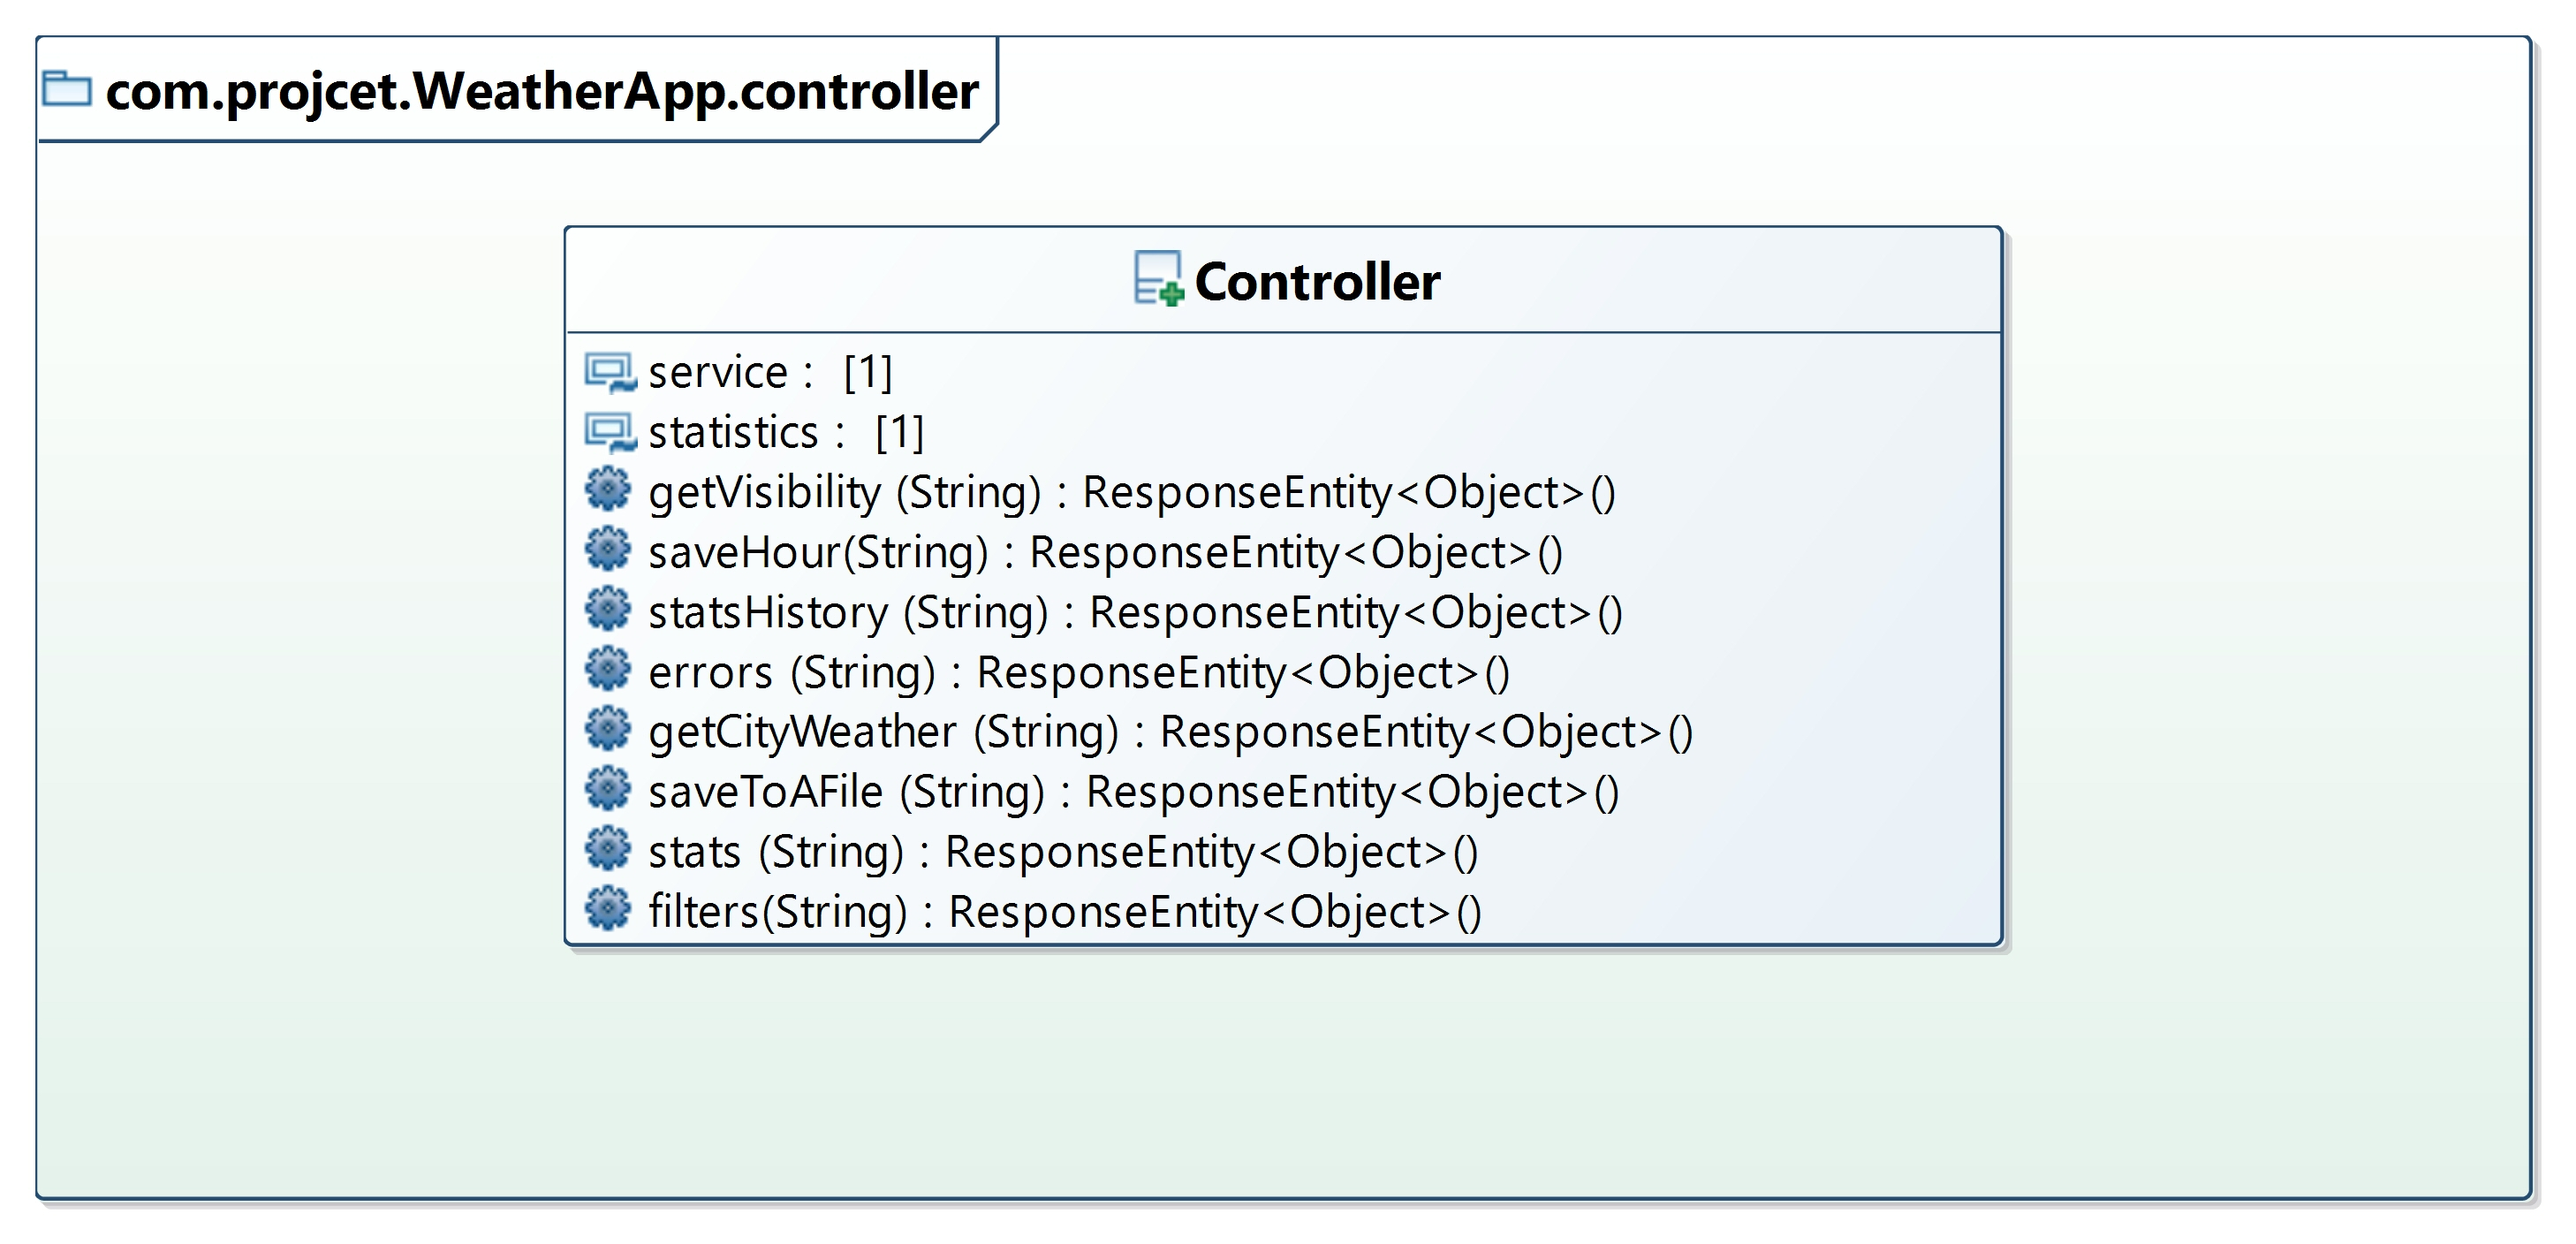 com.projcet.WeatherApp.controller
Controller
service :  [1]
statistics :  [1]
getVisibility (String) : ResponseEntity<Object>()
saveHour(String) : ResponseEntity<Object>()
statsHistory (String) : ResponseEntity<Object>()
errors (String) : ResponseEntity<Object>()
getCityWeather (String) : ResponseEntity<Object>()
saveToAFile (String) : ResponseEntity<Object>()
stats (String) : ResponseEntity<Object>()
filters(String) : ResponseEntity<Object>()